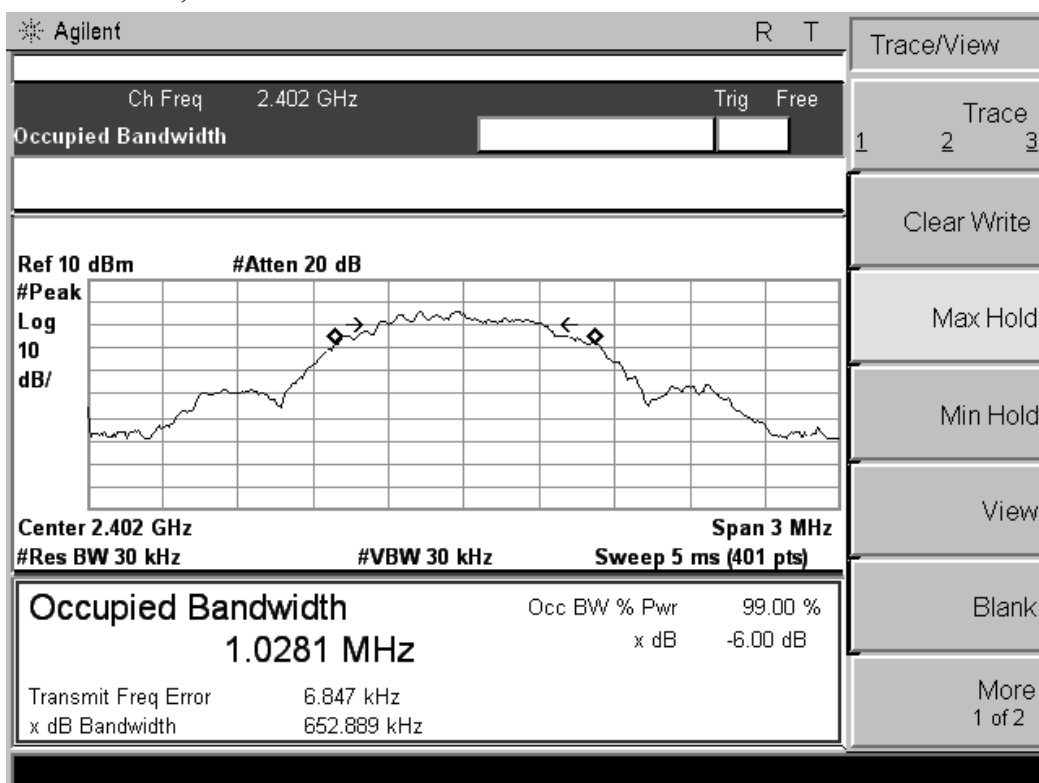 Agilent R T
Ch Freq 2.402 GHz Trig Free
Occupied Bandwidth
Ref 10 dBm #Atten 20 dB
#Peak
Log
10
dB/
Center 2.402 GHz Span 3 MHz
#Res BW 30 kHz #VBW 30 kHz Sweep 5 ms (401 pts)
Occupied Bandwidth Occ BW % Pwr 99.00 %
1.0281 MHz x dB -6.00 dB
Transmit Freq Error 6.847 kHz
x dB Bandwidth 652.889 kHz
Trace/View
Trace
1 2 3
Clear Write
Max Hold
Min Hold
View
Blank
More
1 of 2